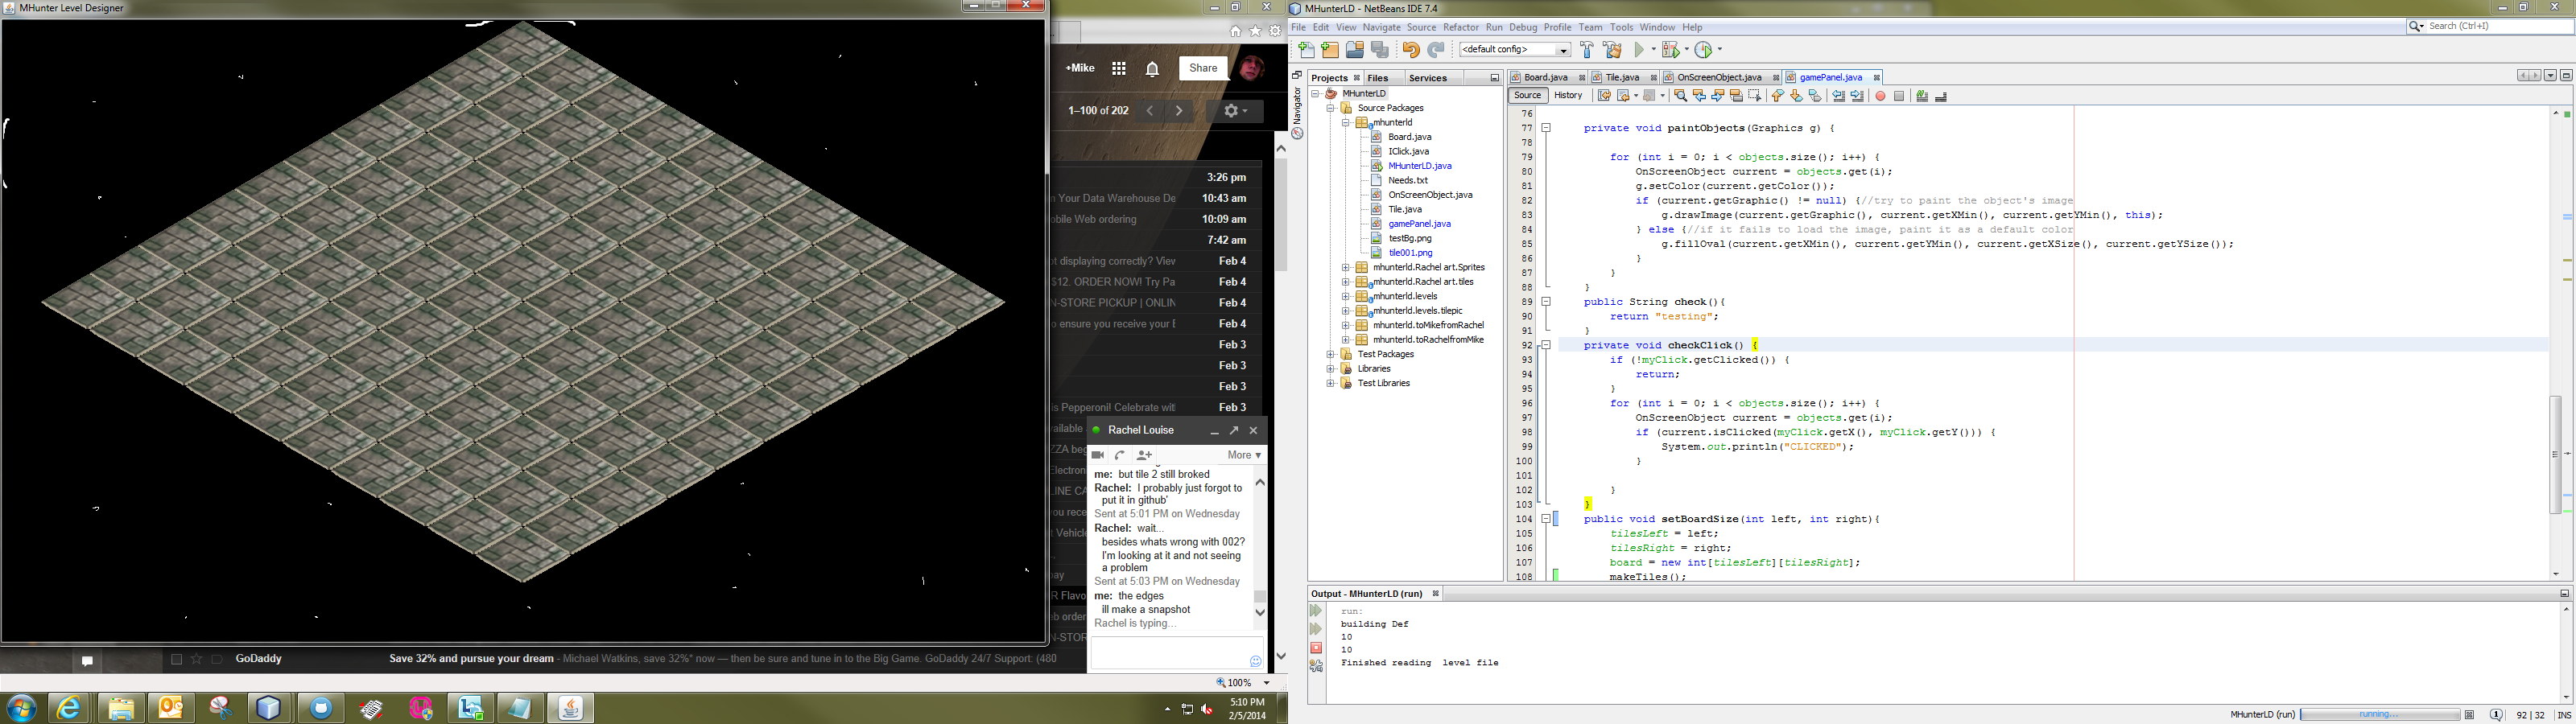 MHunter Level Designer
+Mike
Share
1–100 of 202
3:26 pm
n Your Data Warehouse De 10:43 am
obile Web ordering 10:09 am
7:42 am
ot displaying correctly? Viev Feb 4
$12. ORDER NOW! Try Pa Feb 4
N-STORE PICKUP | ONLIN Feb 4
o ensure you receive your E Feb 4
Feb 3
Feb 3
Feb 3
is Pepperoni! Celebrate wit Feb 3
vailable
ZZA beg
Electron
LINE CA
you rece
t Vehicle
pay
R Flavo
eb order
N-STOR
Rachel Louise
More
me: but tile 2 still broked
Rachel: I probably just forgot to
put it in github'
Sent at 5:01 PM on Wednesday
Rachel: wait...
besides whats wrong with 002?
I'm looking at it and not seeing
a problem
Sent at 5:03 PM on Wednesday
me: the edges
ill make a snapshot
Rachel is typing...
GoDaddy Save 32% and pursue your dream - Michael Watkins, save 32%* now — then be sure and tune in to the Big Game. GoDaddy 24/7 Support: (480
100%
5:10 PM
2/5/2014
MHunterLD - NetBeans IDE 7.4
File Edit View Navigate Source Refactor Run Debug Profile Team Tools Window Help
Search (Ctrl+I)
<default config>
Projects Files Services
Navigator
MHunterLD
Source Packages
mhunterld
Board.java
IClick.java
MHunterLD.java
Needs.txt
OnScreenObject.java
Tile.java
gamePanel.java
testBg.png
tile001.png
mhunterld.Rachel art.Sprites
mhunterld.Rachel art.tiles
mhunterld.levels
mhunterld.levels.tilepic
mhunterld.toMikefromRachel
mhunterld.toRachelfromMike
Test Packages
Libraries
Test Libraries
Board.java Tile.java OnScreenObject.java gamePanel.java
Source History
76
77 private void paintObjects(Graphics g) {
78
79 for (int i = 0; i < objects.size(); i++) {
80 OnScreenObject current = objects.get(i);
81 g.setColor(current.getColor());
82 if (current.getGraphic() != null) {//try to paint the object's image
83 g.drawImage(current.getGraphic(), current.getXMin(), current.getYMin(), this);
84 } else {//if it fails to load the image, paint it as a default color
85 g.fillOval(current.getXMin(), current.getYMin(), current.getXSize(), current.getYSize());
86 }
87 }
88 }
89 public String check(){
90 return "testing";
91 }
92 private void checkClick() {
93 if (!myClick.getClicked()) {
94 return;
95 }
96 for (int i = 0; i < objects.size(); i++) {
97 OnScreenObject current = objects.get(i);
98 if (current.isClicked(myClick.getX(), myClick.getY())) {
99 System.out.println("CLICKED");
100 }
101
102 }
103 }
104 public void setBoardSize(int left, int right){
105 tilesLeft = left;
106 tilesRight = right;
107 board = new int[tilesLeft][tilesRight];
108 makeTiles();
Output - MHunterLD (run)
run:
building Def
10
10
Finished reading level file
MHunterLD (run) running... 92 | 32 INS